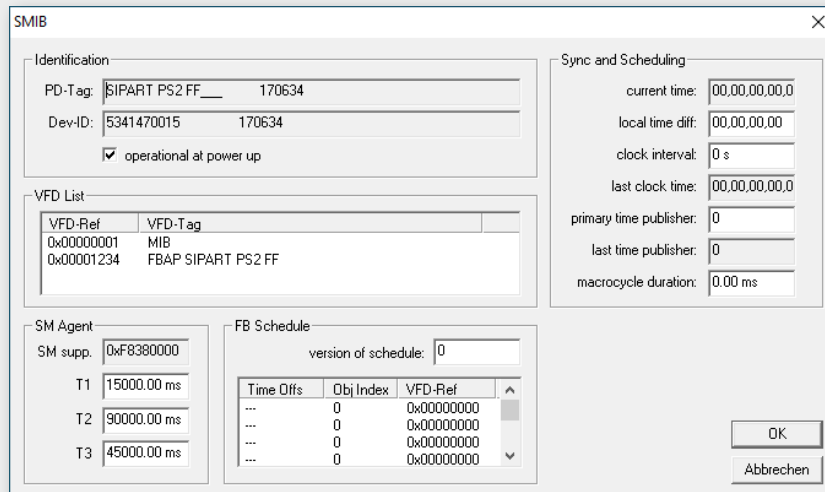 SMIB
Identification
PD-Tag: SIPART PS2 FF___ 170634
Dev-ID: 5341470015 170634
operational at power up
VFD List
VFD-Ref VFD-Tag
0x00000001 MIB
0x00001234 FBAP SIPART PS2 FF
SM Agent
SM supp. 0xF8380000
T1 15000.00 ms
T2 90000.00 ms
T3 45000.00 ms
FB Schedule
version of schedule: 0
Time Offs Obj Index VFD-Ref
--- 0 0x00000000
--- 0 0x00000000
--- 0 0x00000000
--- 0 0x00000000
Sync and Scheduling
current time: 00,00,00,00,0
local time diff: 00,00,00,00
clock interval: 0 s
last clock time: 00,00,00,00,0
primary time publisher: 0
last time publisher: 0
macrocycle duration: 0.00 ms
OK
Abbrechen